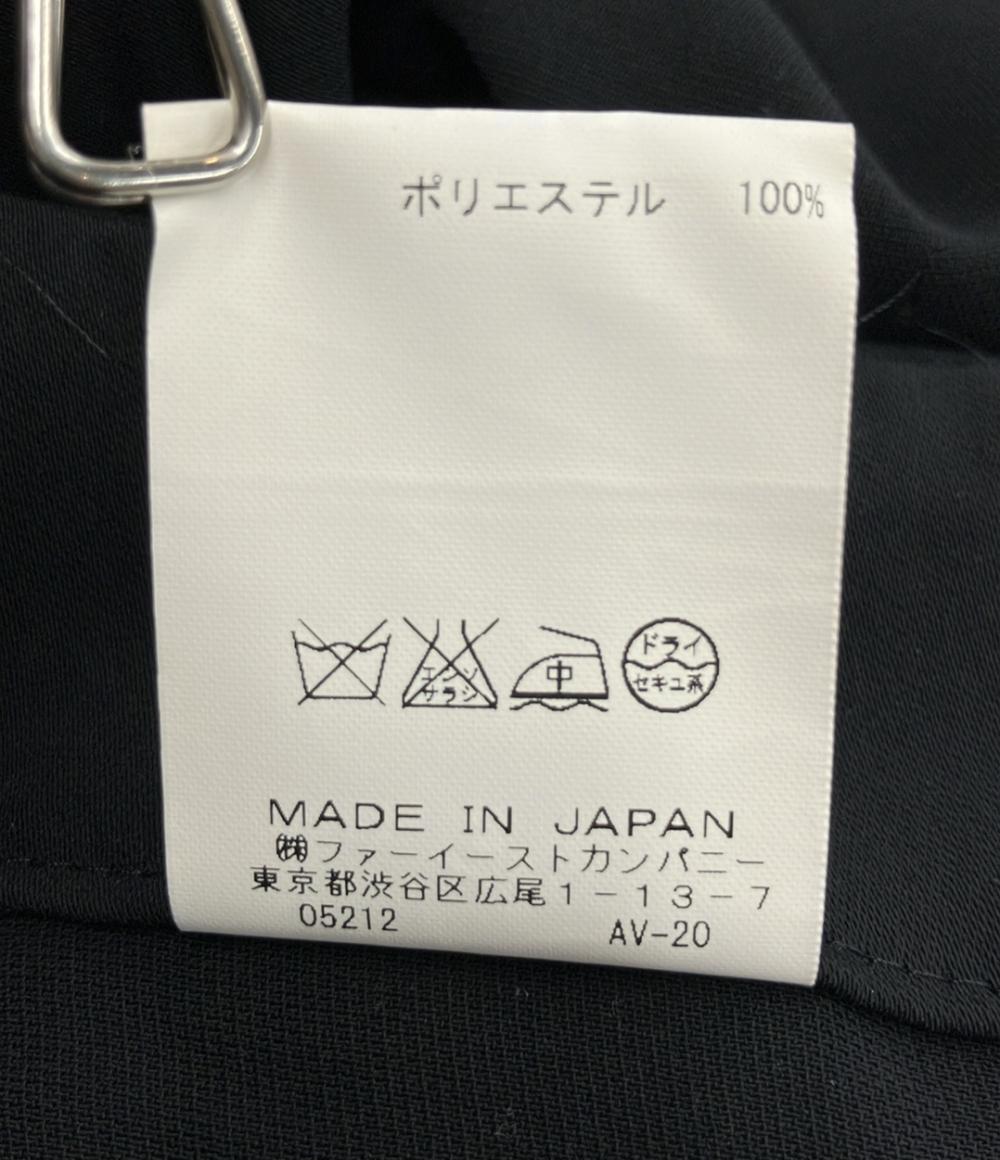 ポリエステル 100%
エンソ
サラシ
中
ドライ
セキユ系
MADE IN JAPAN
㈱ファーイーストカンパニー
東京都渋谷区広尾1-13-7
05212 AV-20